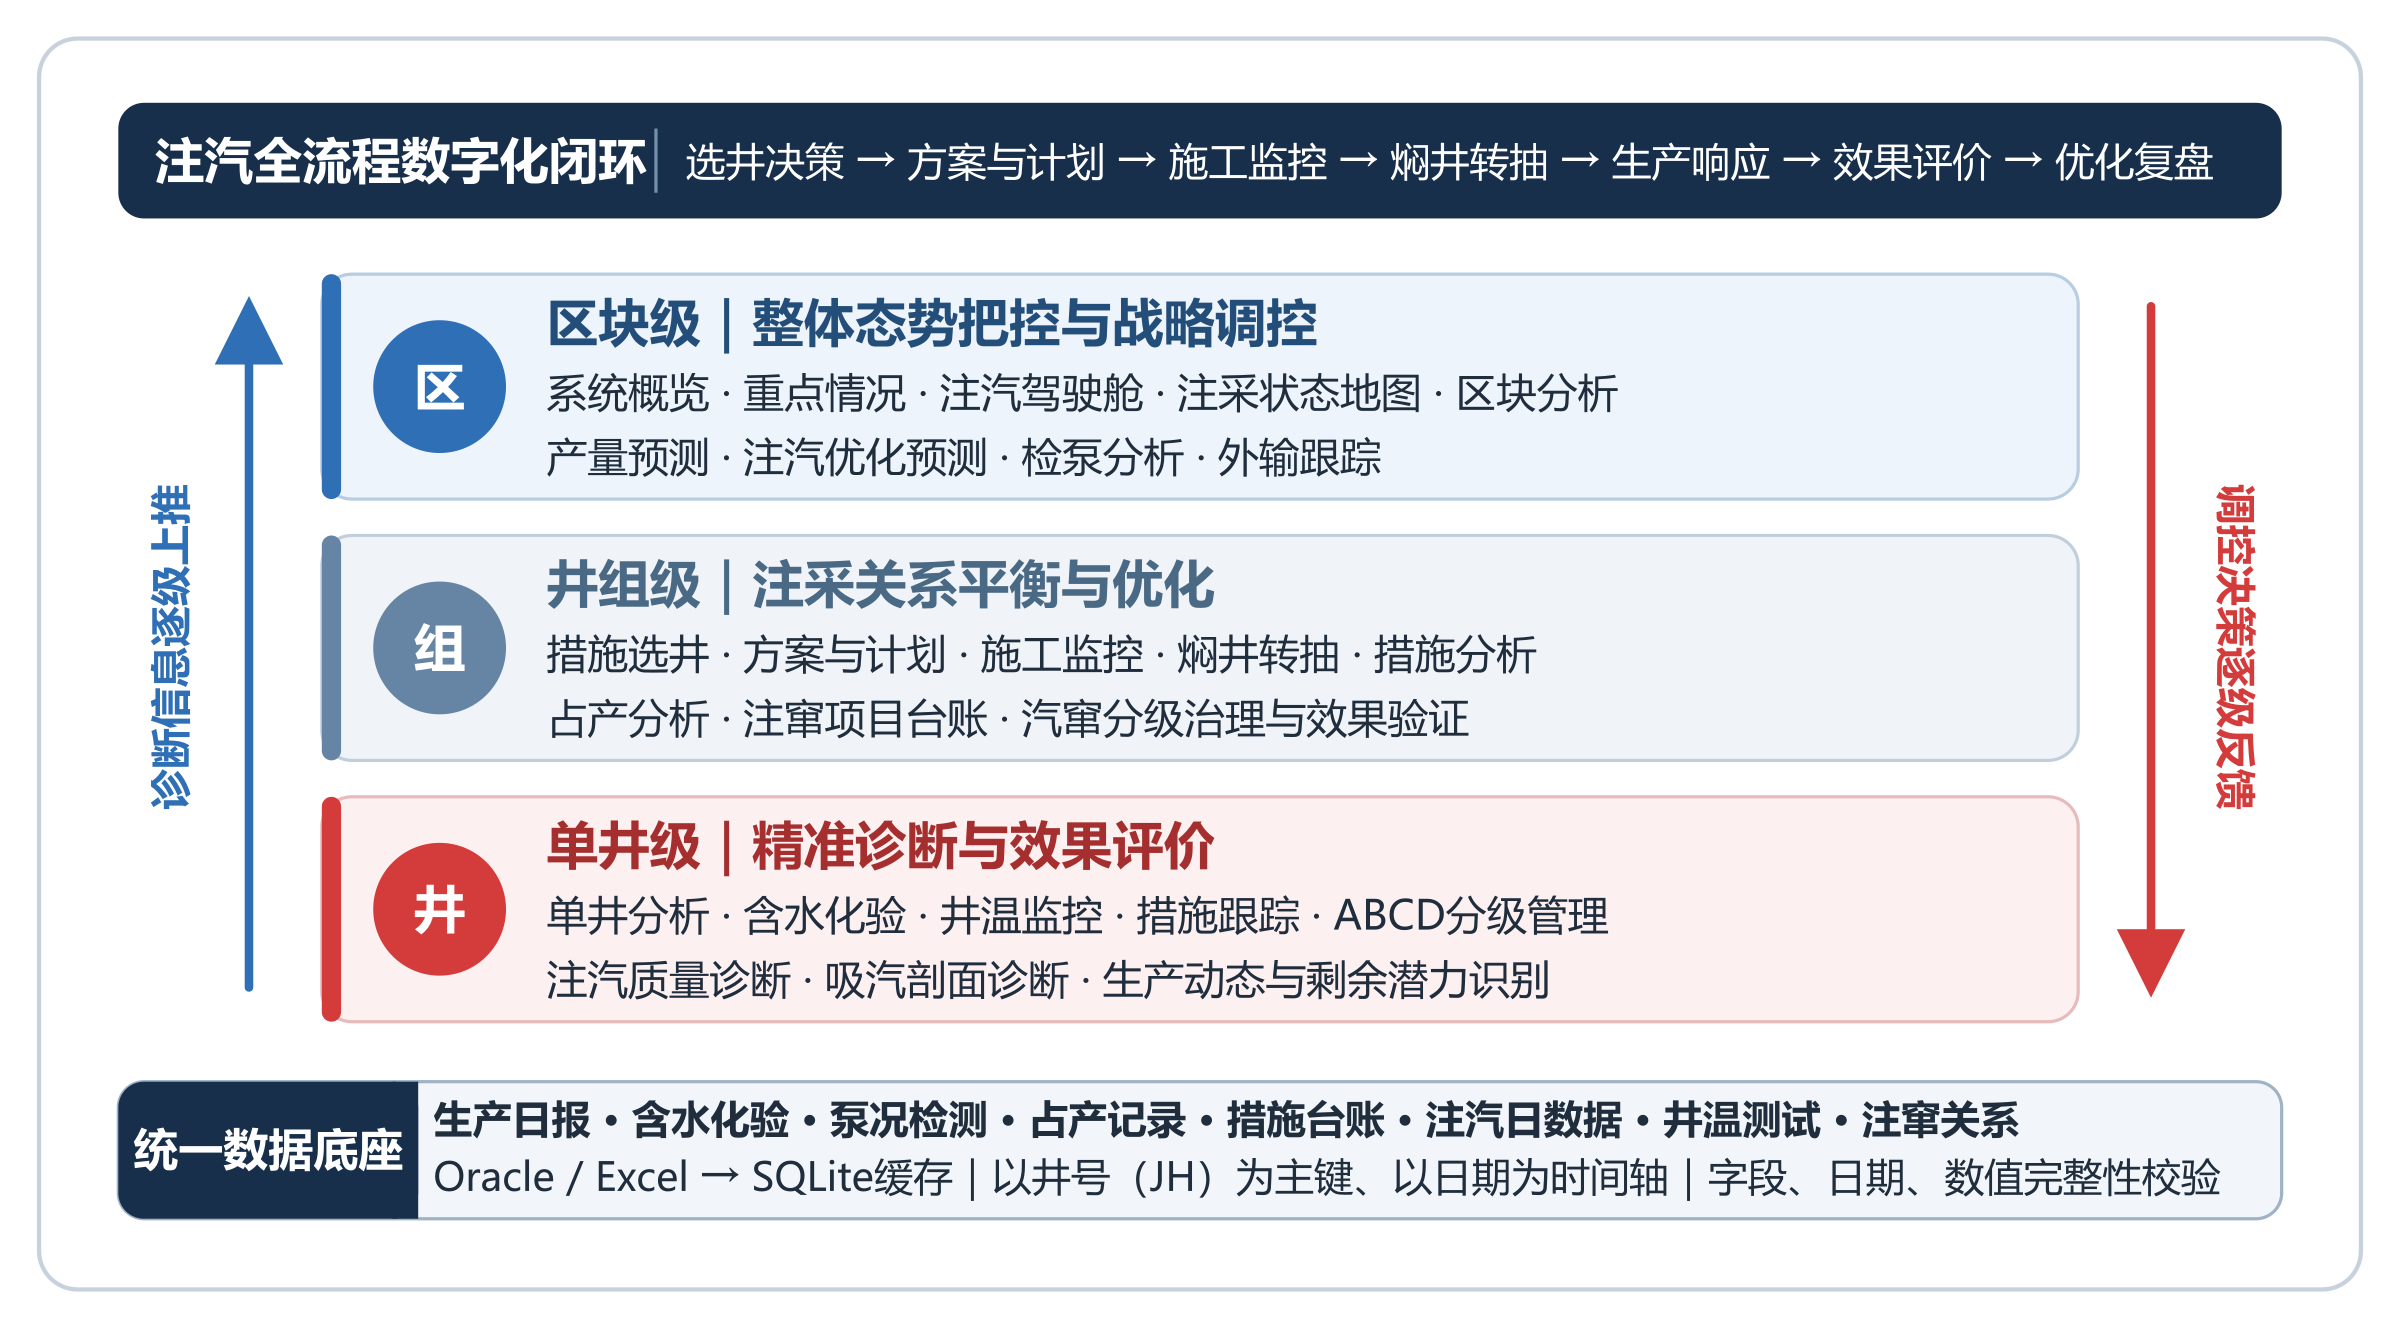 注汽全流程数字化闭环
选井决策 → 方案与计划 → 施工监控 → 焖井转抽 → 生产响应 → 效果评价 → 优化复盘
诊断信息逐级上推
区
区块级｜整体态势把控与战略调控
系统概览 · 重点情况 · 注汽驾驶舱 · 注采状态地图 · 区块分析
产量预测 · 注汽优化预测 · 检泵分析 · 外输跟踪
组
井组级｜注采关系平衡与优化
措施选井 · 方案与计划 · 施工监控 · 焖井转抽 · 措施分析
占产分析 · 注窜项目台账 · 汽窜分级治理与效果验证
井
单井级｜精准诊断与效果评价
单井分析 · 含水化验 · 井温监控 · 措施跟踪 · ABCD分级管理
注汽质量诊断 · 吸汽剖面诊断 · 生产动态与剩余潜力识别
调控决策逐级反馈
统一数据底座
生产日报 • 含水化验 • 泵况检测 • 占产记录 • 措施台账 • 注汽日数据 • 井温测试 • 注窜关系
Oracle / Excel → SQLite缓存｜以井号（JH）为主键、以日期为时间轴｜字段、日期、数值完整性校验